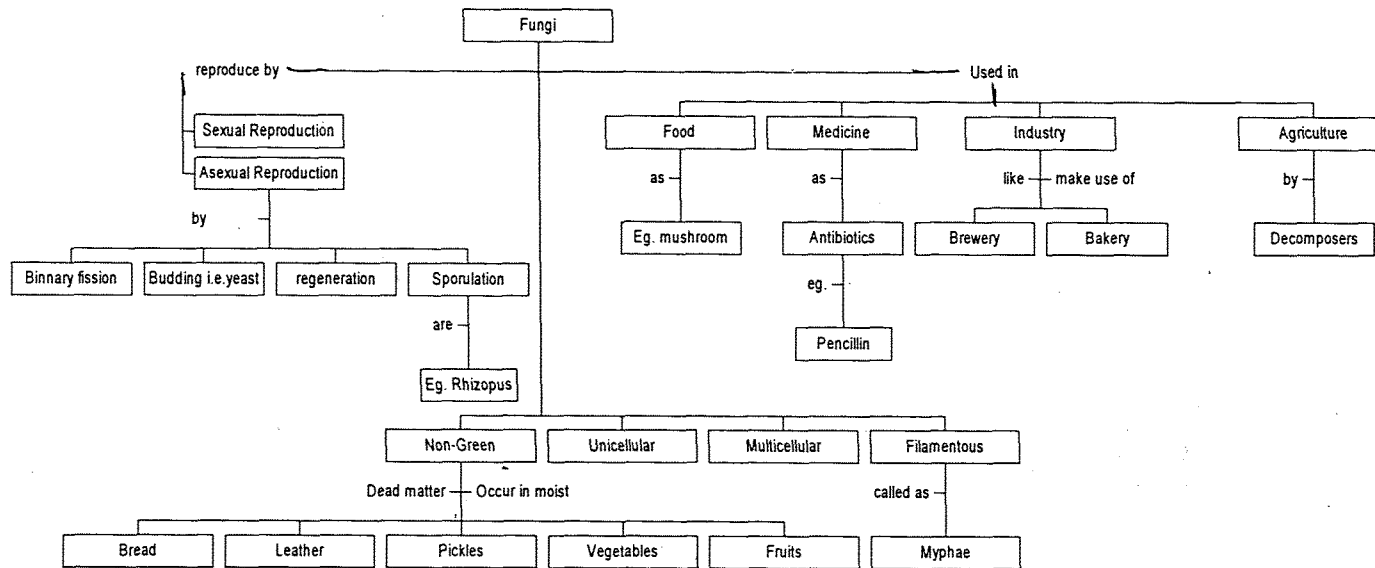 Fungi
reproduce by
Used in
Sexual Reproduction
Asexual Reproduction
by
Binnary fission
Budding i.e.yeast
regeneration
Sporulation
are
Eg. Rhizopus
Food
Medicine
Industry
Agriculture
as
as
like
make use of
by
Eg. mushroom
Antibiotics
Brewery
Bakery
Decomposers
eg.
Pencillin
Non-Green
Unicellular
Multicellular
Filamentous
Dead matter
Occur in moist
called as
Bread
Leather
Pickles
Vegetables
Fruits
Myphae